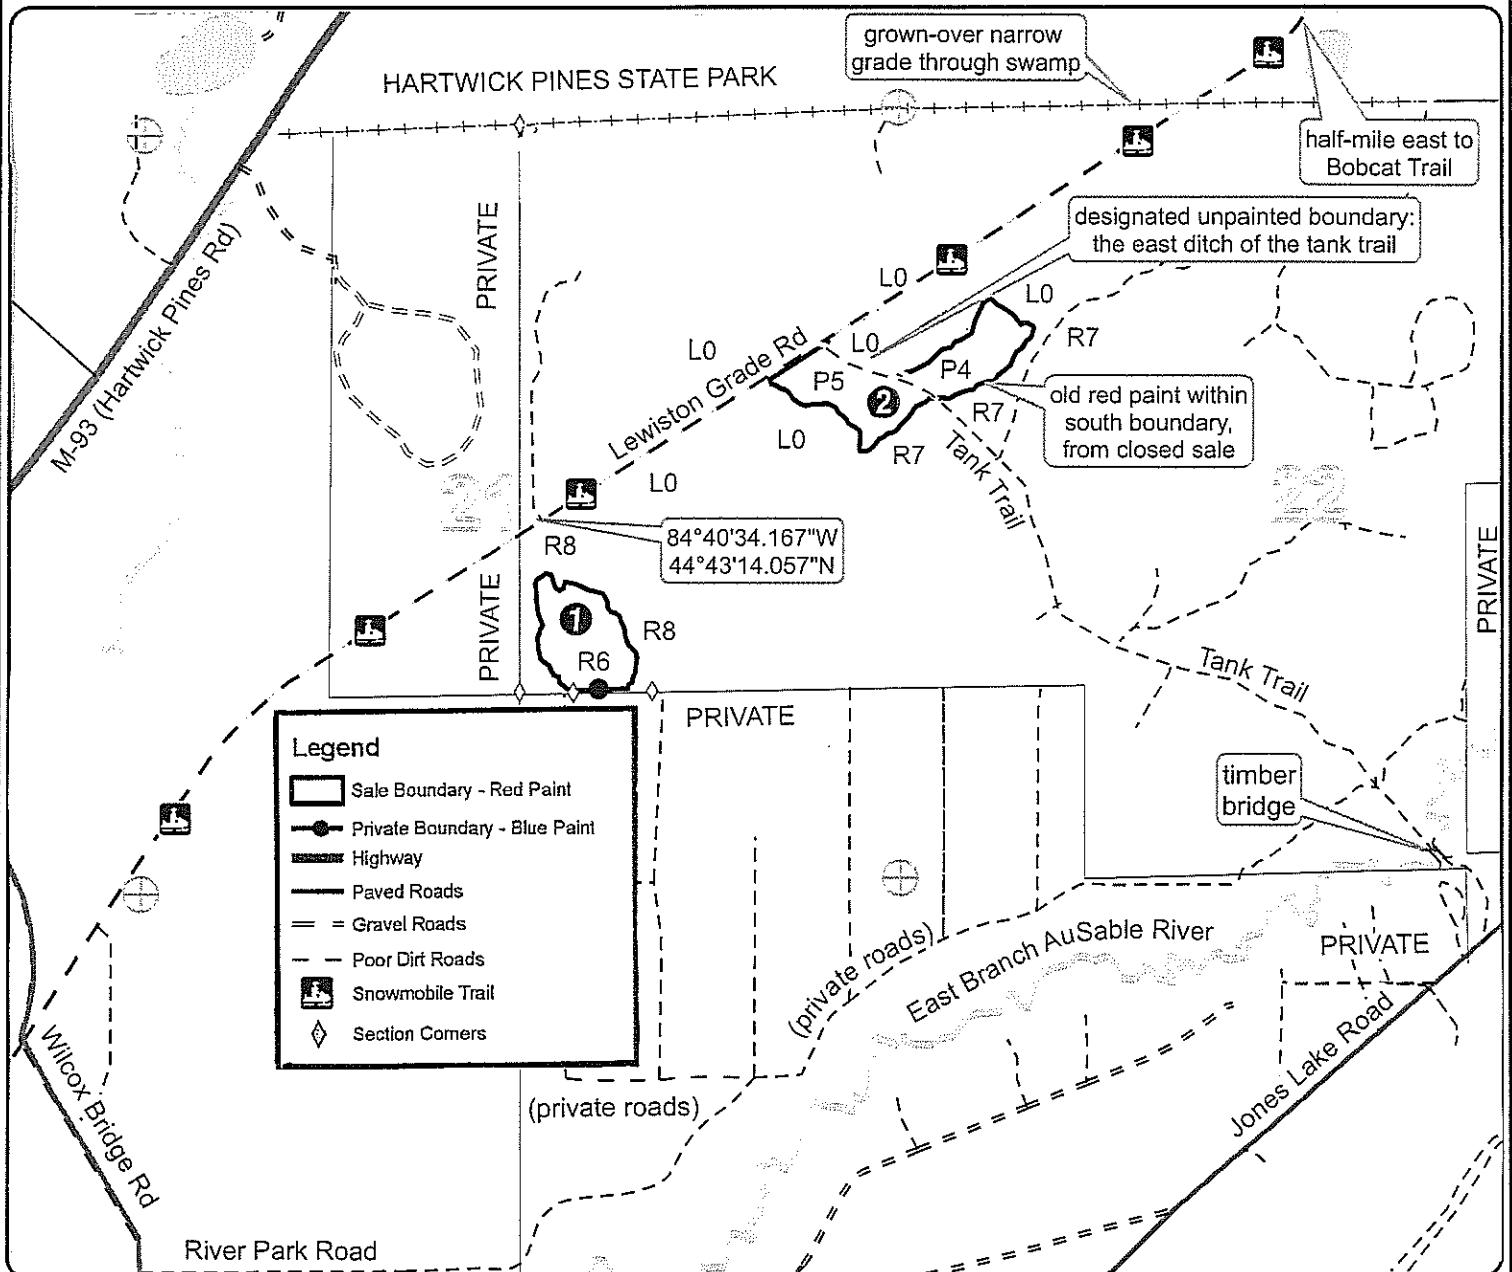 grown-over narrow
grade through swamp
HARTWICK PINES STATE PARK
half-mile east to
Bobcat Trail
designated unpainted boundary:
the east ditch of the tank trail
PRIVATE
M-93 (Hartwick Pines Rd)
L0
L0
L0
L0
R7
Lewiston Grade Rd
P5
P4
2
old red paint within
south boundary,
from closed sale
R7
L0
R7
Tank Trail
L0
21
22
84°40'34.167"W
44°43'14.057"N
R8
PRIVATE
PRIVATE
1
R8
R6
Tank Trail
PRIVATE
Legend
Sale Boundary - Red Paint
Private Boundary - Blue Paint
Highway
Paved Roads
Gravel Roads
Poor Dirt Roads
Snowmobile Trail
Section Corners
timber
bridge
(private roads)
East Branch AuSable River
PRIVATE
Wilcox Bridge Rd
(private roads)
Jones Lake Road
River Park Road